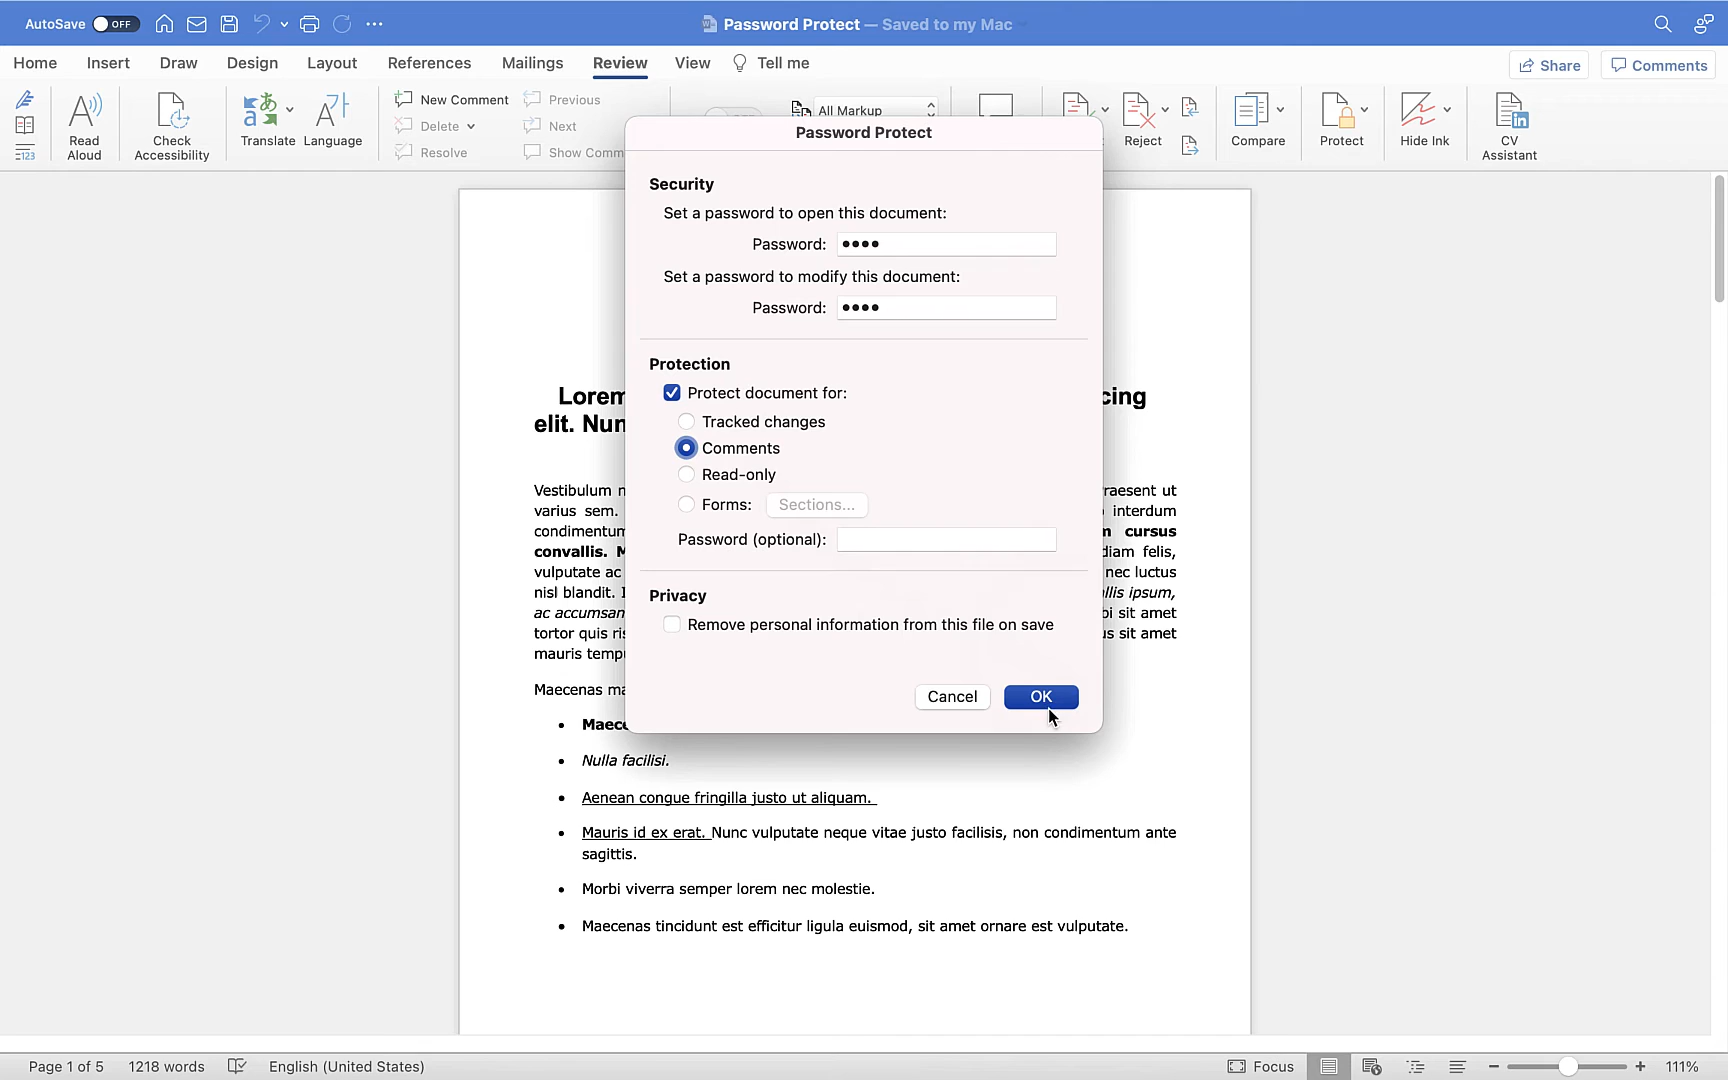 AutoSave OFF Password Protect — Saved to my Mac
Home Insert Draw Design Layout References Mailings Review View Tell me Share Comments
Read Aloud
Check Accessibility
Translate Language
New Comment Previous
Delete Next
Resolve Show Comm
All Markup
Reject
Compare
Protect
Hide Ink
CV Assistant
Password Protect
Security
Set a password to open this document:
Password: ••••
Set a password to modify this document:
Password: ••••
Protection
Protect document for:
Tracked changes
Comments
Read-only
Forms: Sections...
Password (optional):
Privacy
Remove personal information from this file on save
Cancel OK
Lorem cing
elit. Nun
Vestibulum raesent ut
varius sem. interdum
condimentum cursus
convallis. diam felis,
vulputate ac nec luctus
nisl blandit. llis ipsum,
ac accumsan bi sit amet
tortor quis ris us sit amet
mauris temp
Maecenas ma
• Maece
• Nulla facilisi.
• Aenean congue fringilla justo ut aliquam.
• Mauris id ex erat. Nunc vulputate neque vitae justo facilisis, non condimentum ante
sagittis.
• Morbi viverra semper lorem nec molestie.
• Maecenas tincidunt est efficitur ligula euismod, sit amet ornare est vulputate.
Page 1 of 5 1218 words English (United States) Focus 111%